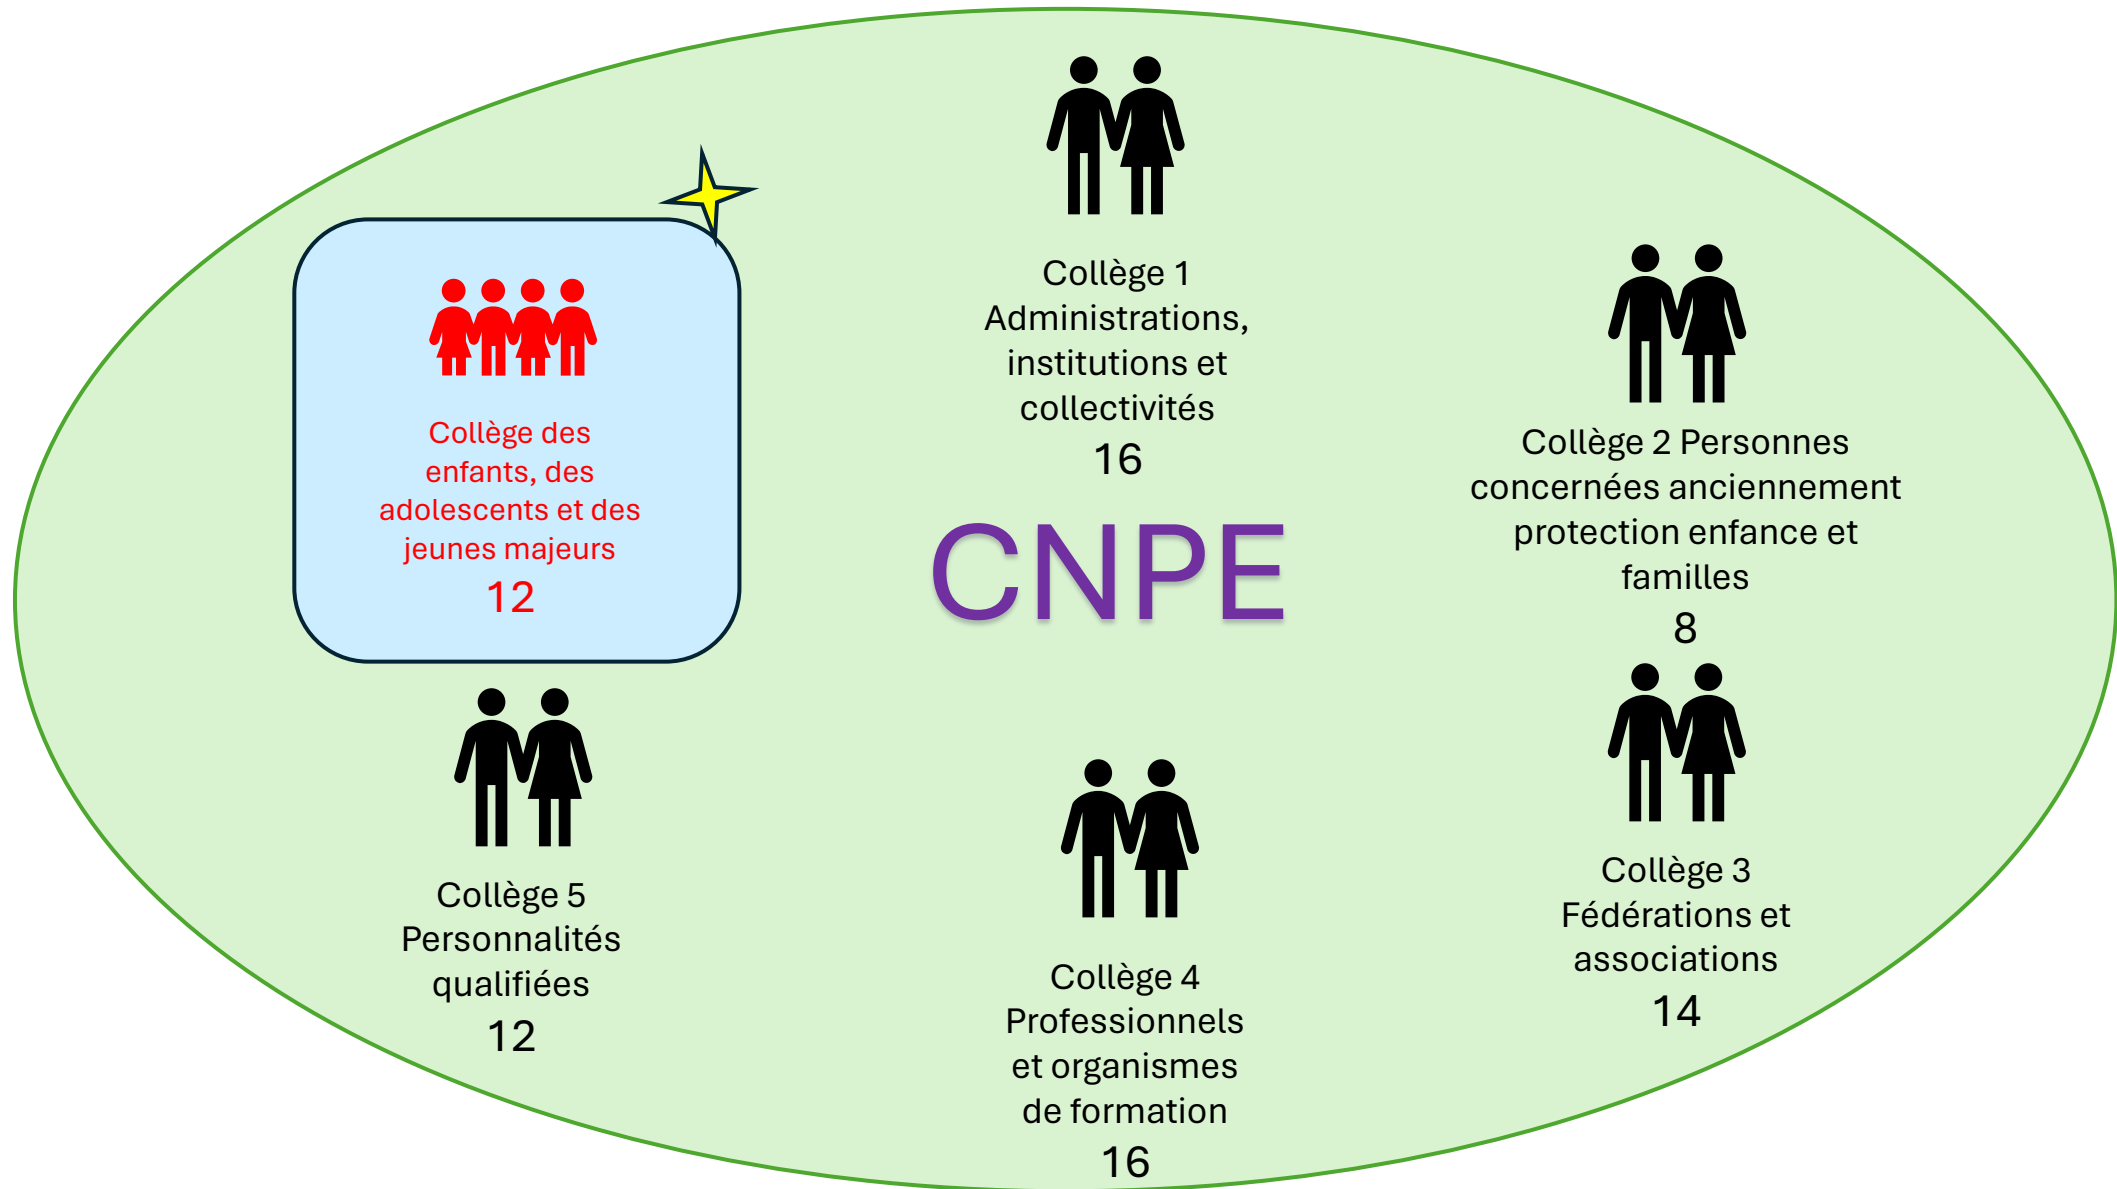 Collège 1
Administrations,
institutions et
collectivités
16
Collège 2 Personnes
concernées anciennement
protection enfance et
familles
8
Collège des
enfants, des
adolescents et des
jeunes majeurs
12
CNPE
Collège 3
Fédérations et
associations
14
Collège 4
Professionnels
et organismes
de formation
16
Collège 5
Personnalités
qualifiées
12